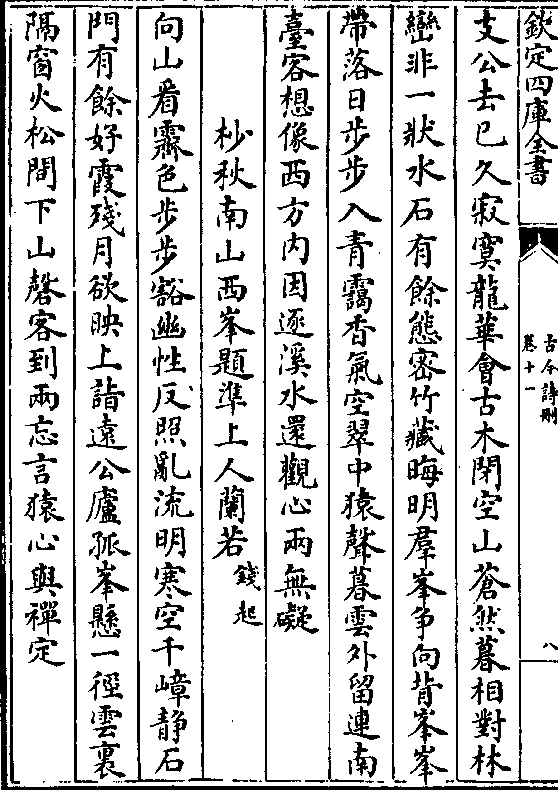 欽定四庫全書
古今詩刪
卷十一
八
支公去已久寂寞龍華會古木閉空山蒼然暮相對林
巒非一狀水石有餘態密竹藏晦明羣峯爭向背峯峯
帶落日步步入青靄香氣空翠中猿聲暮雲外留連南
臺客想像西方內因逐溪水還觀心兩無礙
杪秋南山西峯題準上人蘭若 錢起
向山看霽色步步豁幽性反照亂流明寒空千嶂靜石
門有餘好霞殘月欲映上詣遠公廬孤峯懸一徑雲裏
隔窗火松間下山磬客到兩忘言猿心與禪定